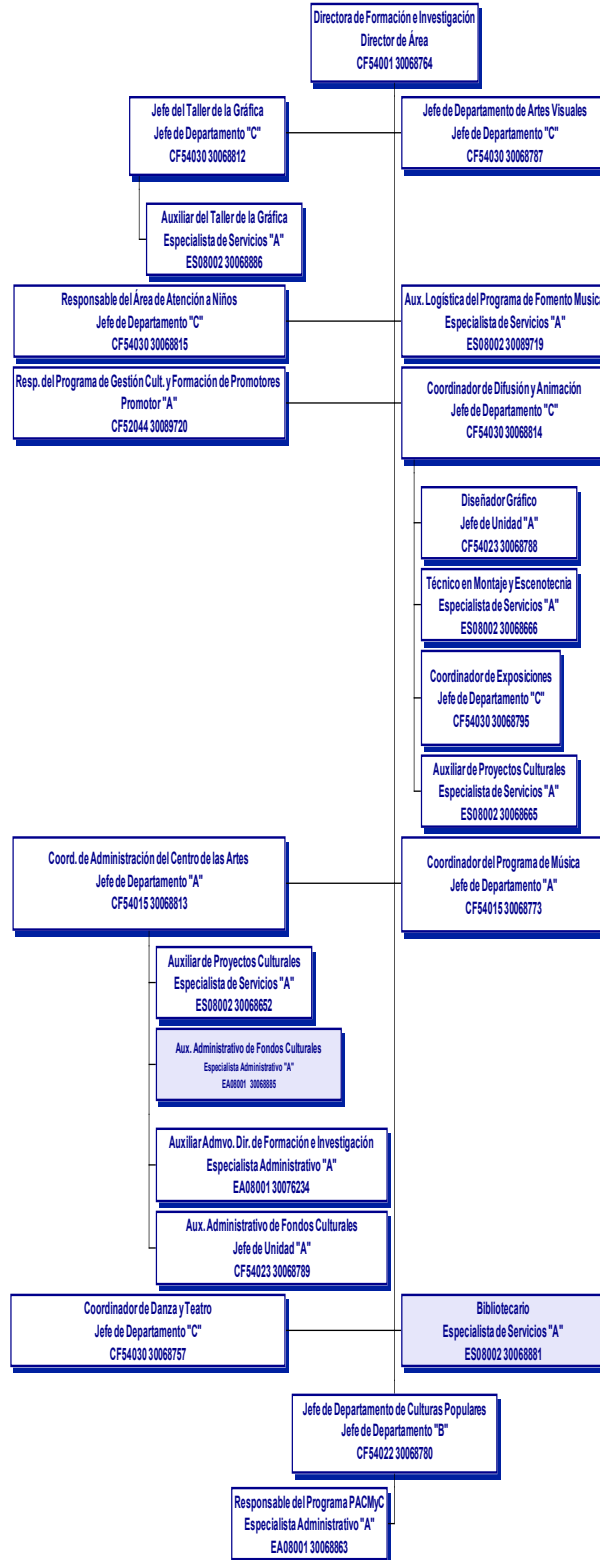 Directora de Formación e Investigación
Director de Área
CF54001 30068764
Jefe del Taller de la Gráfica
Jefe de Departamento "C"
CF54030 30068812
Jefe de Departamento de Artes Visuales
Jefe de Departamento "C"
CF54030 30068787
Auxiliar del Taller de la Gráfica
Especialista de Servicios "A"
ES08002 30068886
Responsable del Área de Atención a Niños
Jefe de Departamento "C"
CF54030 30068815
Aux. Logística del Programa de Fomento Musica
Especialista de Servicios "A"
ES08002 30089719
Resp. del Programa de Gestión Cult. y Formación de Promotores
Promotor "A"
CF52044 30089720
Coordinador de Difusión y Animación
Jefe de Departamento "C"
CF54030 30068814
Diseñador Gráfico
Jefe de Unidad "A"
CF54023 30068788
Técnico en Montaje y Escenotecnia
Especialista de Servicios "A"
ES08002 30068666
Coordinador de Exposiciones
Jefe de Departamento "C"
CF54030 30068795
Auxiliar de Proyectos Culturales
Especialista de Servicios "A"
ES08002 30068665
Coord. de Administración del Centro de las Artes
Jefe de Departamento "A"
CF54015 30068813
Coordinador del Programa de Música
Jefe de Departamento "A"
CF54015 30068773
Auxiliar de Proyectos Culturales
Especialista de Servicios "A"
ES08002 30068652
Aux. Administrativo de Fondos Culturales
Especialista Administrativo "A"
EA08001 30068885
Auxiliar Admvo. Dir. de Formación e Investigación
Especialista Administrativo "A"
EA08001 30076234
Aux. Administrativo de Fondos Culturales
Jefe de Unidad "A"
CF54023 30068789
Coordinador de Danza y Teatro
Jefe de Departamento "C"
CF54030 30068757
Bibliotecario
Especialista de Servicios "A"
ES08002 30068881
Jefe de Departamento de Culturas Populares
Jefe de Departamento "B"
CF54022 30068780
Responsable del Programa PACMyC
Especialista Administrativo "A"
EA08001 30068863